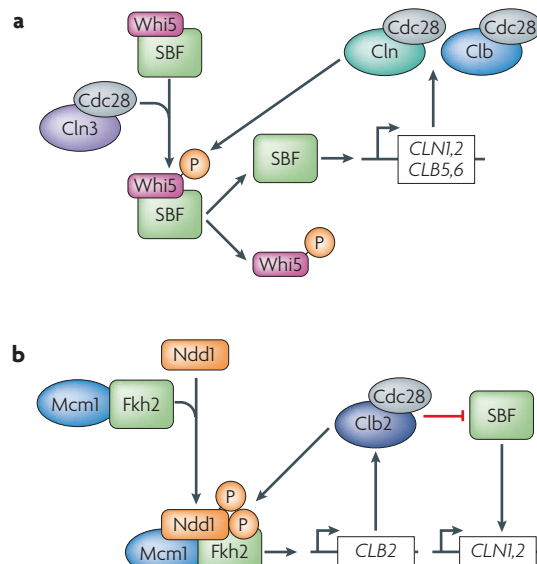 a
Whi5
SBF
Cdc28
Cln3
P
Whi5
SBF
SBF
Whi5
P
Cdc28
Cln
Cdc28
Clb
CLN1,2
CLB5,6
b
Ndd1
Mcm1
Fkh2
P
Ndd1
P
Mcm1
Fkh2
Cdc28
Clb2
SBF
CLB2
CLN1,2